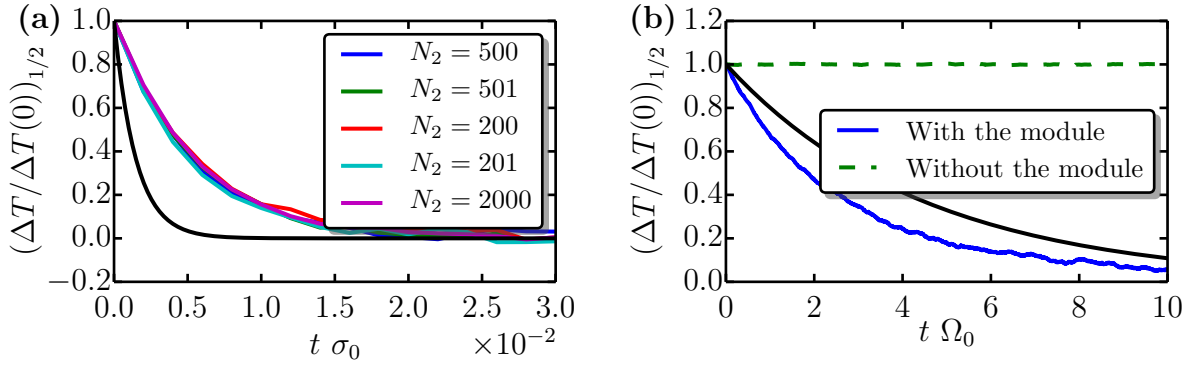 (a)
(ΔT/ΔT(0))₁/₂
1.0
0.8
0.6
0.4
0.2
0.0
−0.2
N₂ = 500
N₂ = 501
N₂ = 200
N₂ = 201
N₂ = 2000
0.0 0.5 1.0 1.5 2.0 2.5 3.0
t σ₀ ×10⁻²
(b)
(ΔT/ΔT(0))₁/₂
1.2
1.0
0.8
0.6
0.4
0.2
0.0
With the module
Without the module
0 2 4 6 8 10
t Ω₀